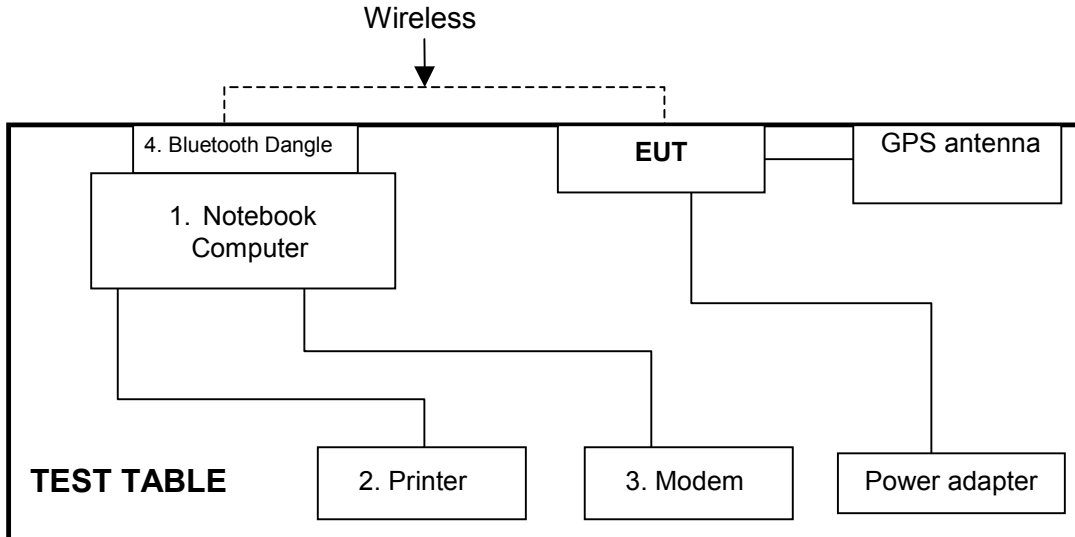 Wireless
4. Bluetooth Dangle
EUT
GPS antenna
1. Notebook
Computer
TEST TABLE
2. Printer
3. Modem
Power adapter